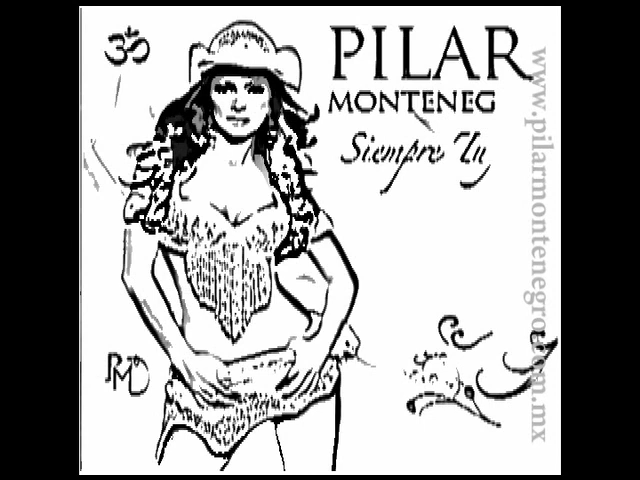 ॐ
PILAR
MONTENEG
Siempre Tu
www.pilarmontenegro.com.mx